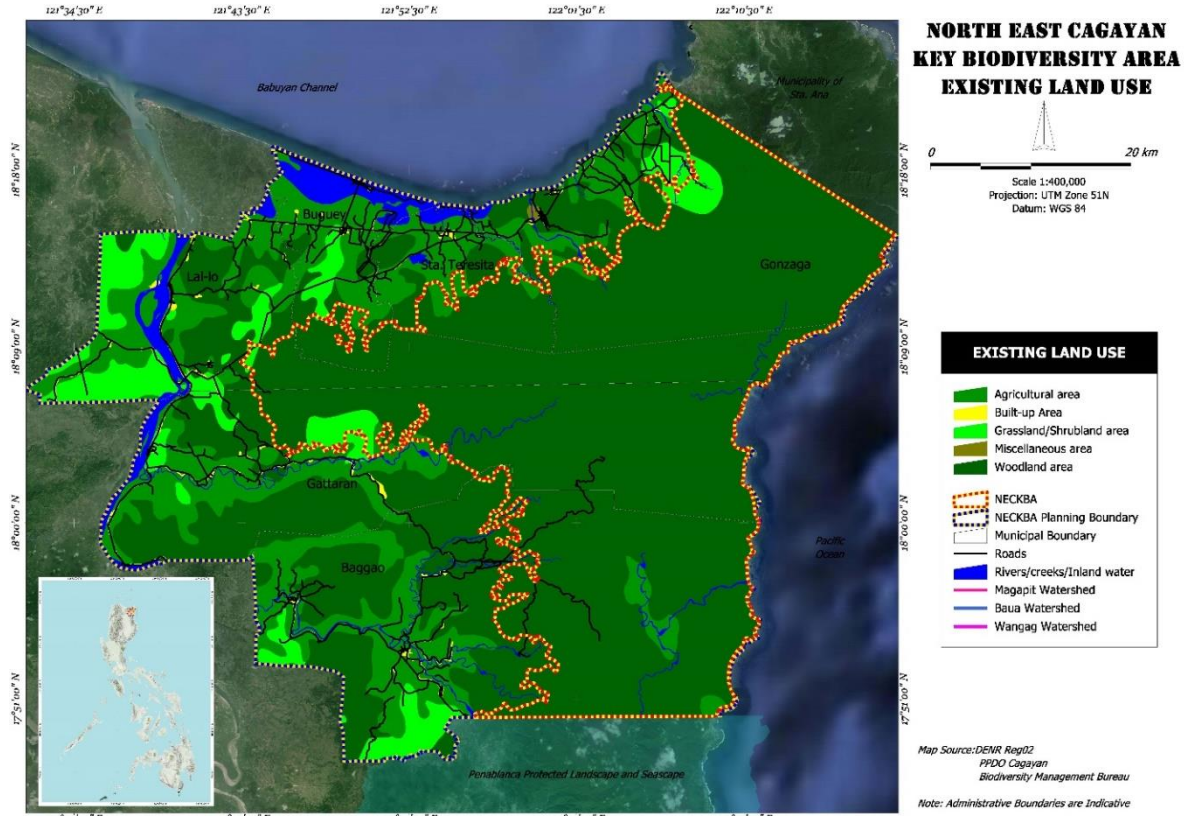 121°34'30" E
121°43'30" E
121°52'30" E
122°01'30" E
122°10'30" E
NORTH EAST CAGAYAN
KEY BIODIVERSITY AREA
EXISTING LAND USE
0 20 km
Scale 1:400,000
Projection: UTM Zone 51N
Datum: WGS 84
Babuyan Channel
Municipality of
Sta. Ana
18°18'00" N
18°18'00" N
Buguey
Lal-lo
Sta. Teresita
Gonzaga
18°09'00" N
18°09'00" N
EXISTING LAND USE
Agricultural area
Built-up Area
Grassland/Shrubland area
Miscellaneous area
Woodland area
NECKBA
NECKBA Planning Boundary
Municipal Boundary
Roads
Rivers/creeks/Inland water
Magapit Watershed
Baua Watershed
Wangag Watershed
Gattaran
18°00'00" N
18°00'00" N
Pacific
Ocean
Baggao
17°51'00" N
17°51'00" N
Penablanca Protected Landscape and Seascape
Map Source:DENR Reg02
PPDO Cagayan
Biodiversity Management Bureau
Note: Administrative Boundaries are Indicative